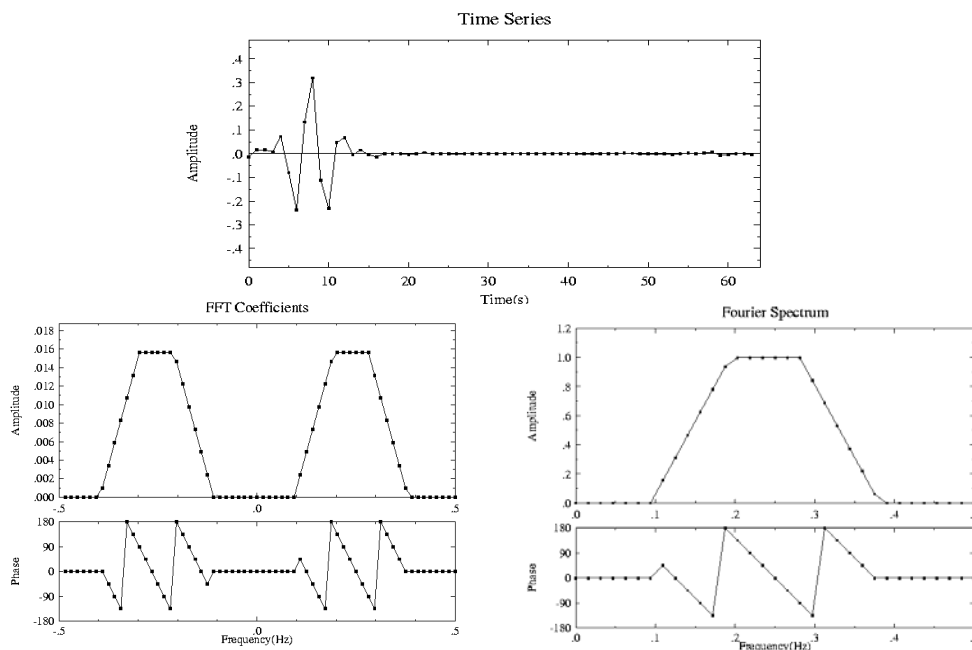 Time Series
Amplitude
.4
.3
.2
.1
.0
-.1
-.2
-.3
-.4
0 10 20 30 40 50 60
Time(s)
FFT Coefficients
Amplitude
.018
.016
.014
.012
.010
.008
.006
.004
.002
.000
-.5 .0 .5
Phase
180
90
0
-90
-180
-.5 .0 .5
Frequency(Hz)
Fourier Spectrum
Amplitude
1.2
1.0
.8
.6
.4
.2
.0
.0 .1 .2 .3 .4
Phase
180
90
0
-90
-180
.0 .1 .2 .3 .4
Frequency(Hz)